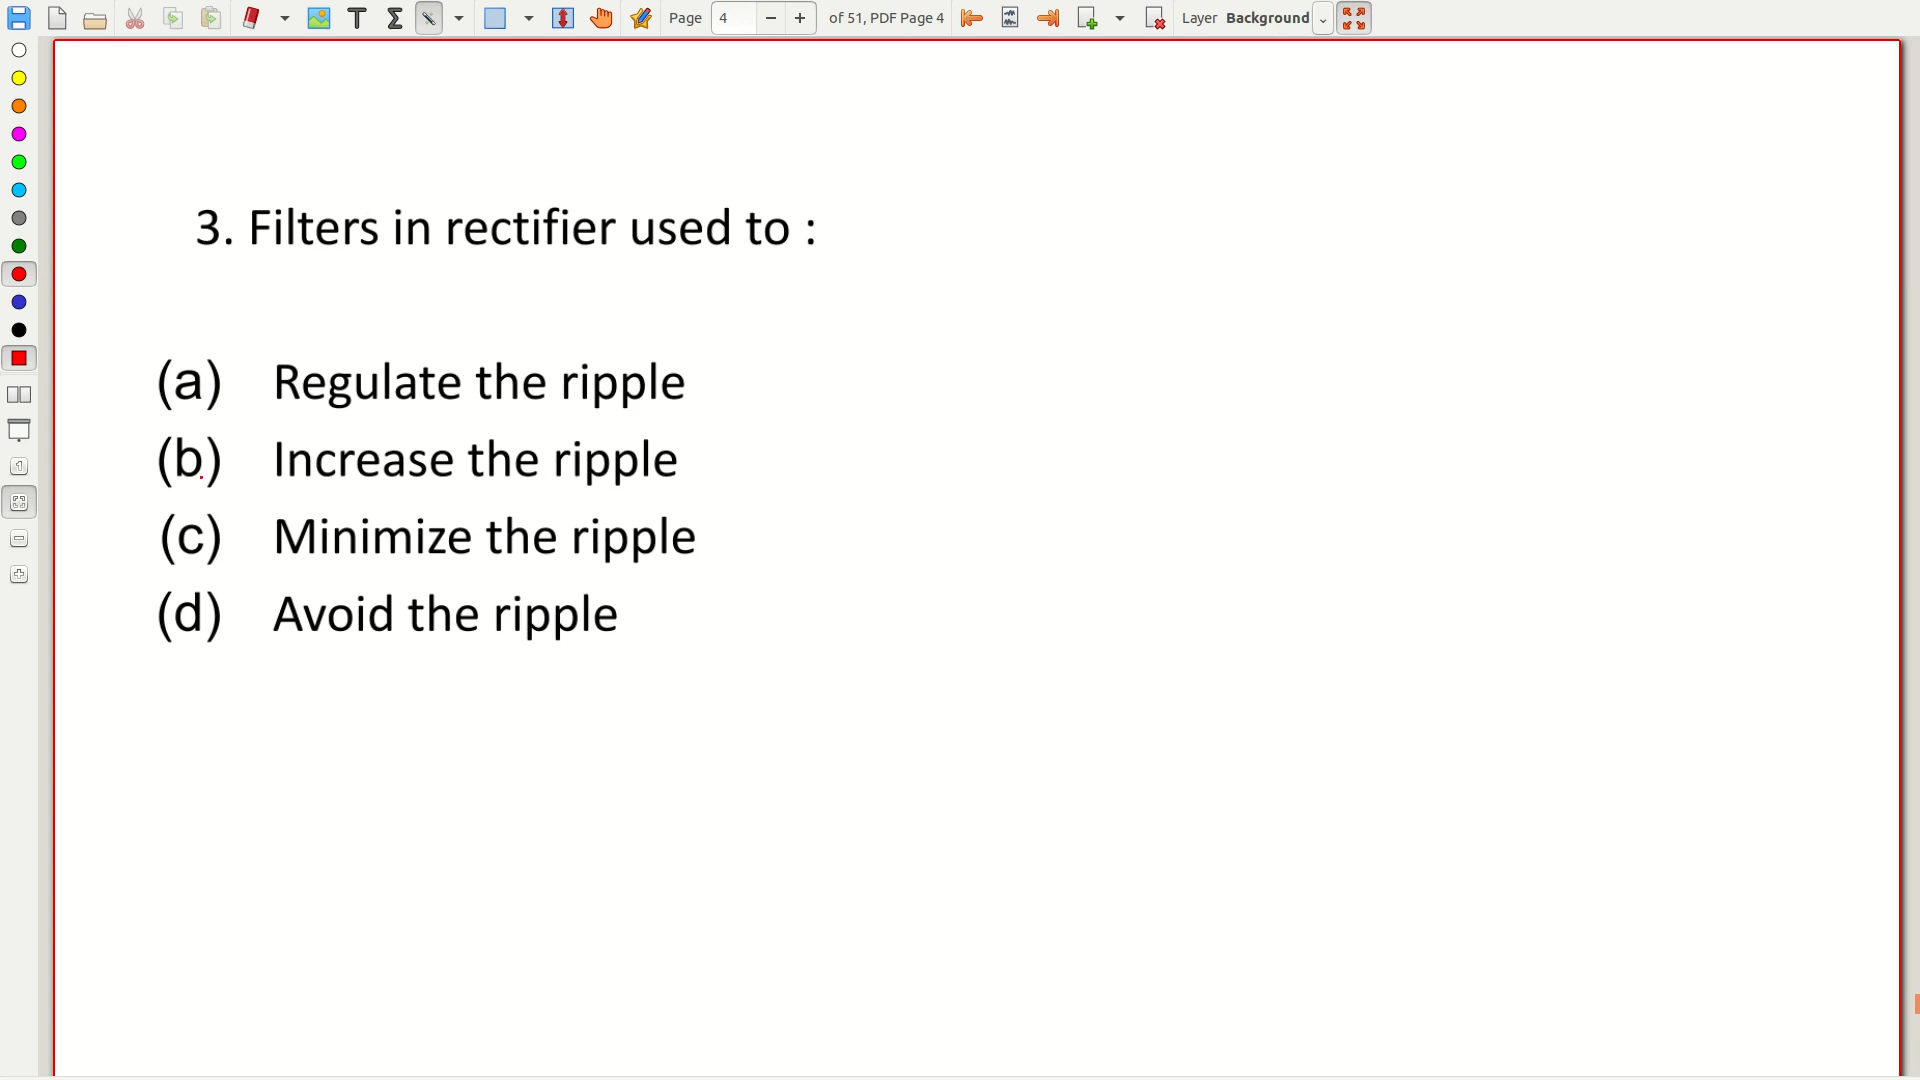 Page 4 of 51, PDF Page 4 Layer Background
3. Filters in rectifier used to :
(a) Regulate the ripple
(b) Increase the ripple
(c) Minimize the ripple
(d) Avoid the ripple